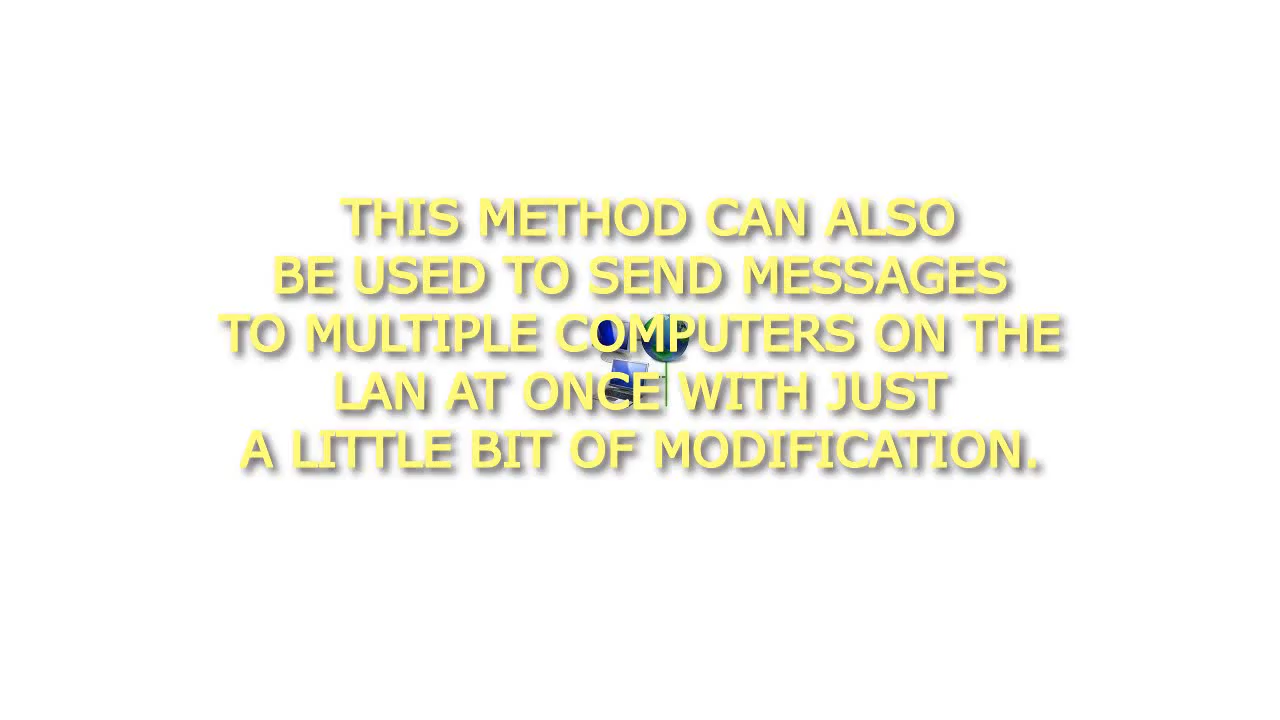 THIS METHOD CAN ALSO
BE USED TO SEND MESSAGES
TO MULTIPLE COMPUTERS ON THE
LAN AT ONCE WITH JUST
A LITTLE BIT OF MODIFICATION.